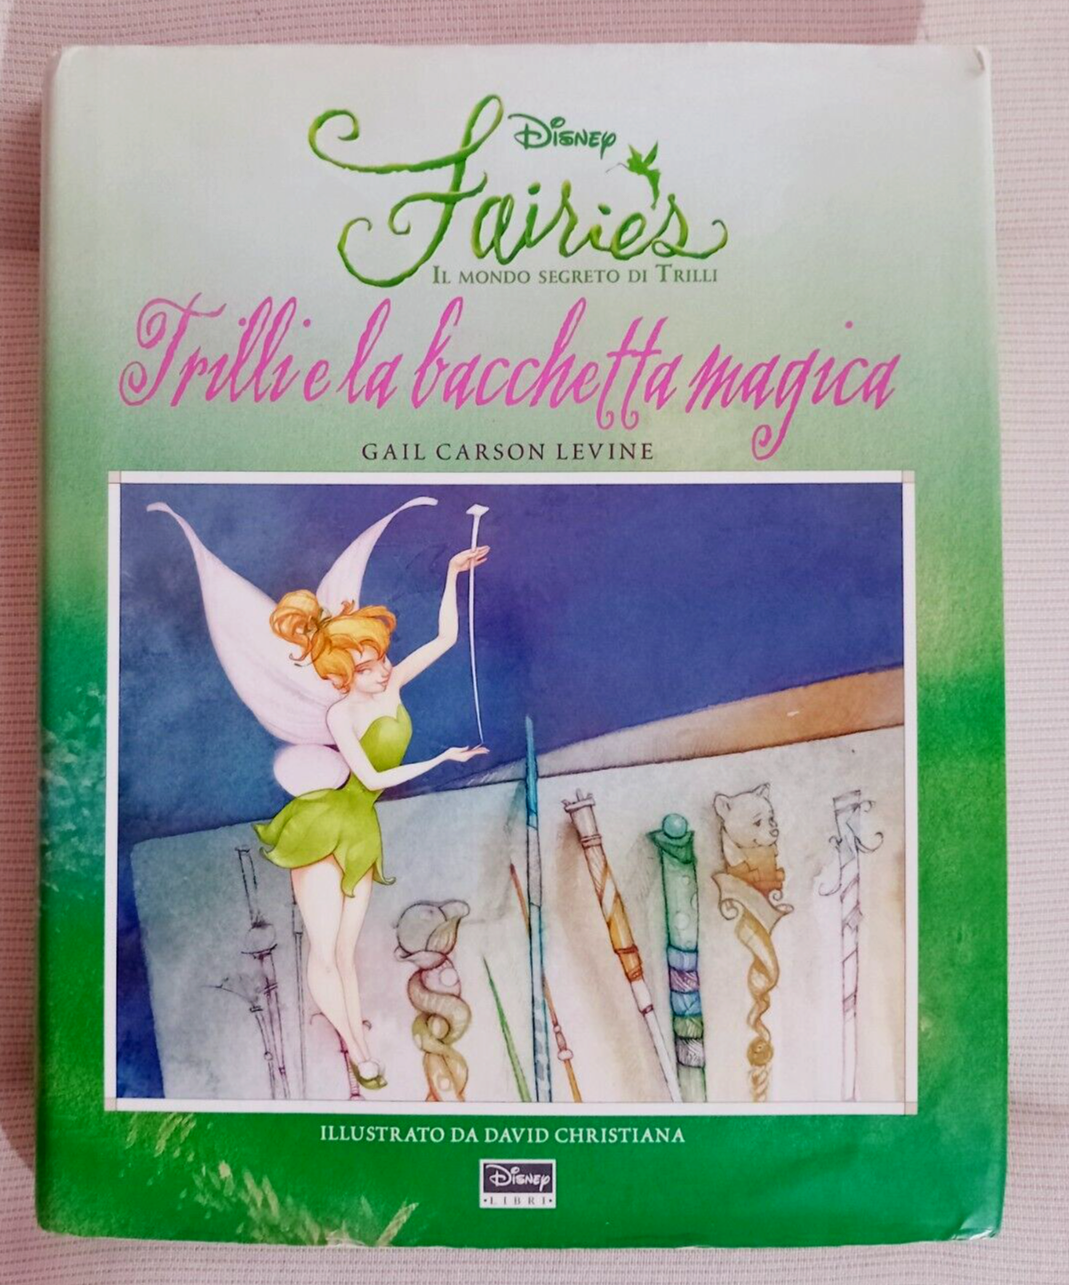 Disney
Fairies
Il mondo segreto di Trilli
Trilli e la bacchetta magica
GAIL CARSON LEVINE
ILLUSTRATO DA DAVID CHRISTIANA
Disney
•LIBRI•